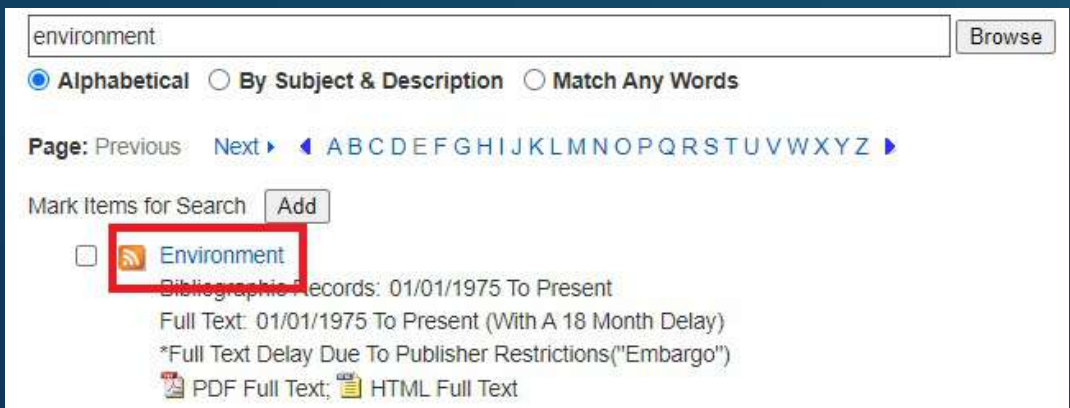 environment Browse
Alphabetical By Subject & Description Match Any Words
Page: Previous Next A B C D E F G H I J K L M N O P Q R S T U V W X Y Z
Mark Items for Search Add
Environment
Bibliographic Records: 01/01/1975 To Present
Full Text: 01/01/1975 To Present (With A 18 Month Delay)
*Full Text Delay Due To Publisher Restrictions("Embargo")
PDF Full Text; HTML Full Text